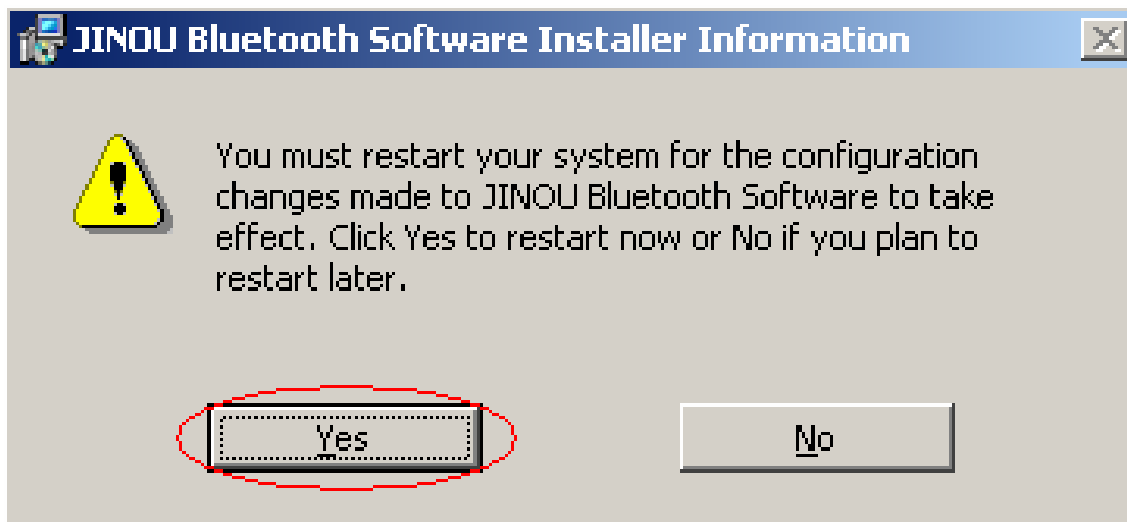 JINOU Bluetooth Software Installer Information
You must restart your system for the configuration
changes made to JINOU Bluetooth Software to take
effect. Click Yes to restart now or No if you plan to
restart later.
Yes
No